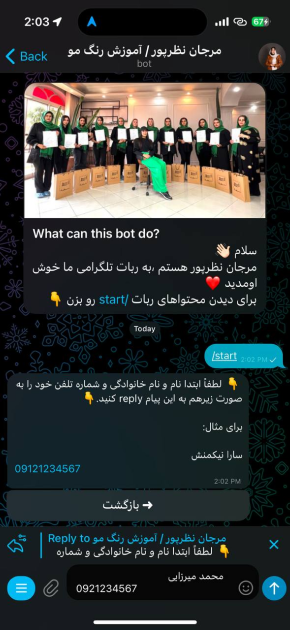 2:03
67
Back
مرجان نظرپور / آموزش رنگ مو
bot
What can this bot do?
سلام 👋🏻
مرجان نظرپور هستم ،به ربات تلگرامی ما خوش
اومدید ❤️
برای دیدن محتواهای ربات /start رو بزن 👇
Today
/start
2:02 PM
👇 لطفاً ابتدا نام و نام خانوادگی و شماره تلفن خود را به
صورت زیرهم به این پیام reply کنید.👇
برای مثال:
سارا نیکمنش
09121234567
2:02 PM
➜ بازگشت
Reply to مرجان نظرپور / آموزش رنگ مو
👇 لطفاً ابتدا نام و نام خانوادگی و شماره
محمد میرزایی
0921234567